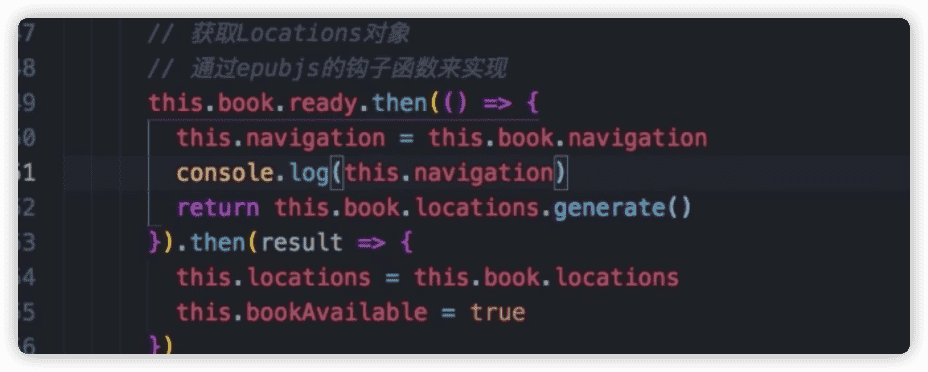 47 // 获取Locations对象
48 // 通过epubjs的钩子函数来实现
49 this.book.ready.then(() => {
50 this.navigation = this.book.navigation
51 console.log(this.navigation)
52 return this.book.locations.generate()
53 }).then(result => {
54 this.locations = this.book.locations
55 this.bookAvailable = true
56 })